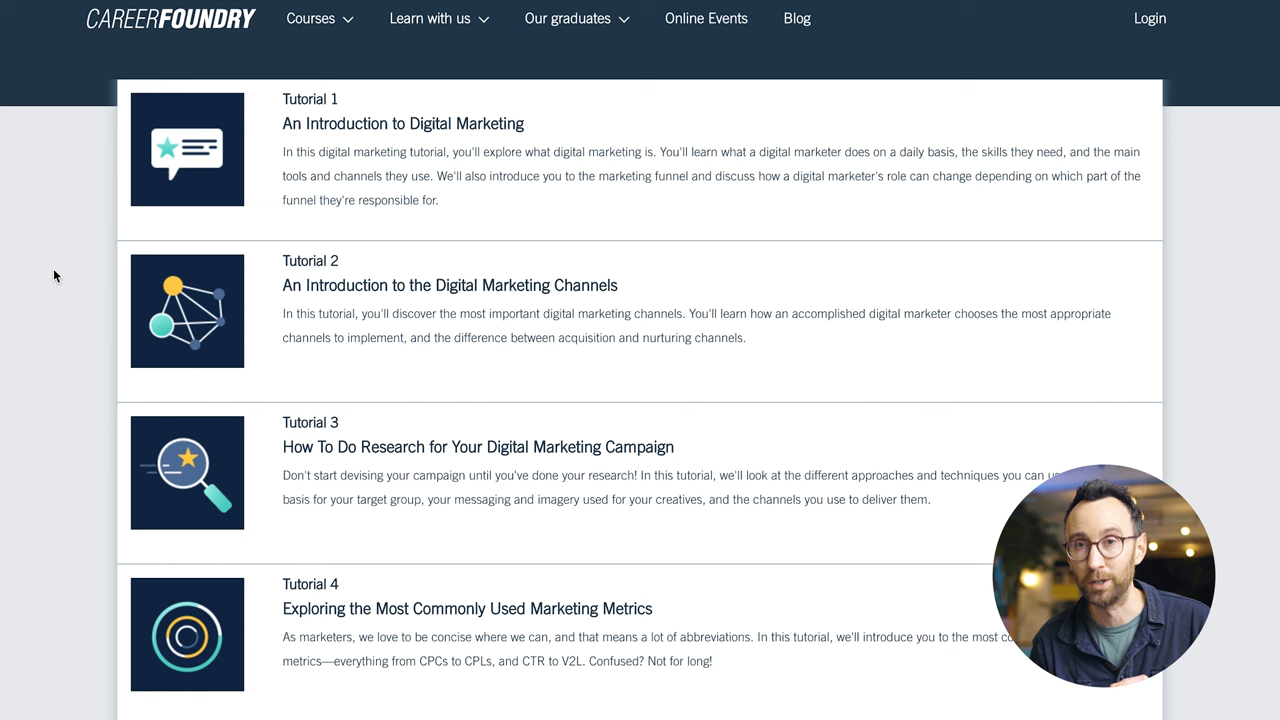 CAREERFOUNDRY
Courses
Learn with us
Our graduates
Online Events
Blog
Login
Tutorial 1
An Introduction to Digital Marketing
In this digital marketing tutorial, you'll explore what digital marketing is. You'll learn what a digital marketer does on a daily basis, the skills they need, and the main
tools and channels they use. We'll also introduce you to the marketing funnel and discuss how a digital marketer's role can change depending on which part of the
funnel they're responsible for.
Tutorial 2
An Introduction to the Digital Marketing Channels
In this tutorial, you'll discover the most important digital marketing channels. You'll learn how an accomplished digital marketer chooses the most appropriate
channels to implement, and the difference between acquisition and nurturing channels.
Tutorial 3
How To Do Research for Your Digital Marketing Campaign
Don't start devising your campaign until you've done your research! In this tutorial, we'll look at the different approaches and techniques you can
basis for your target group, your messaging and imagery used for your creatives, and the channels you use to deliver them.
Tutorial 4
Exploring the Most Commonly Used Marketing Metrics
As marketers, we love to be concise where we can, and that means a lot of abbreviations. In this tutorial, we'll introduce you to the most
metrics—everything from CPCs to CPLs, and CTR to V2L. Confused? Not for long!